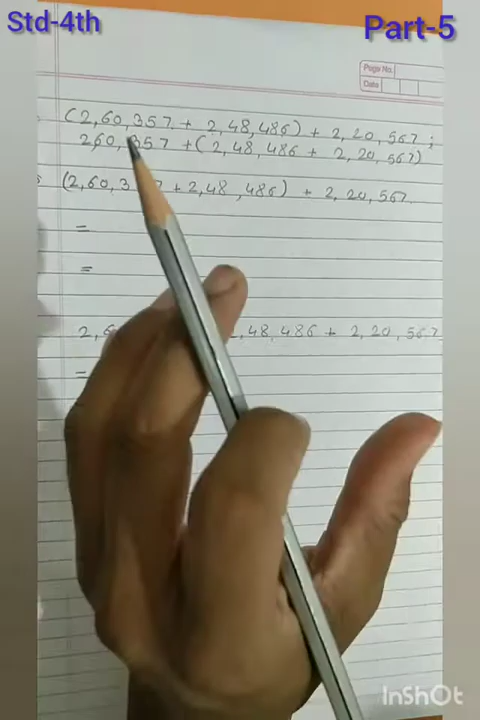 Std-4th
Part-5
Page No.
Date
(2,60,357 + 2,48,486) + 2,20,567;
260,357 + (2,48,486 + 2,20,567)
(2,60,3 7 + 2,48,486) + 2,20,567
=
=
2, ,48,486 + 2,20,567
=
InShOt